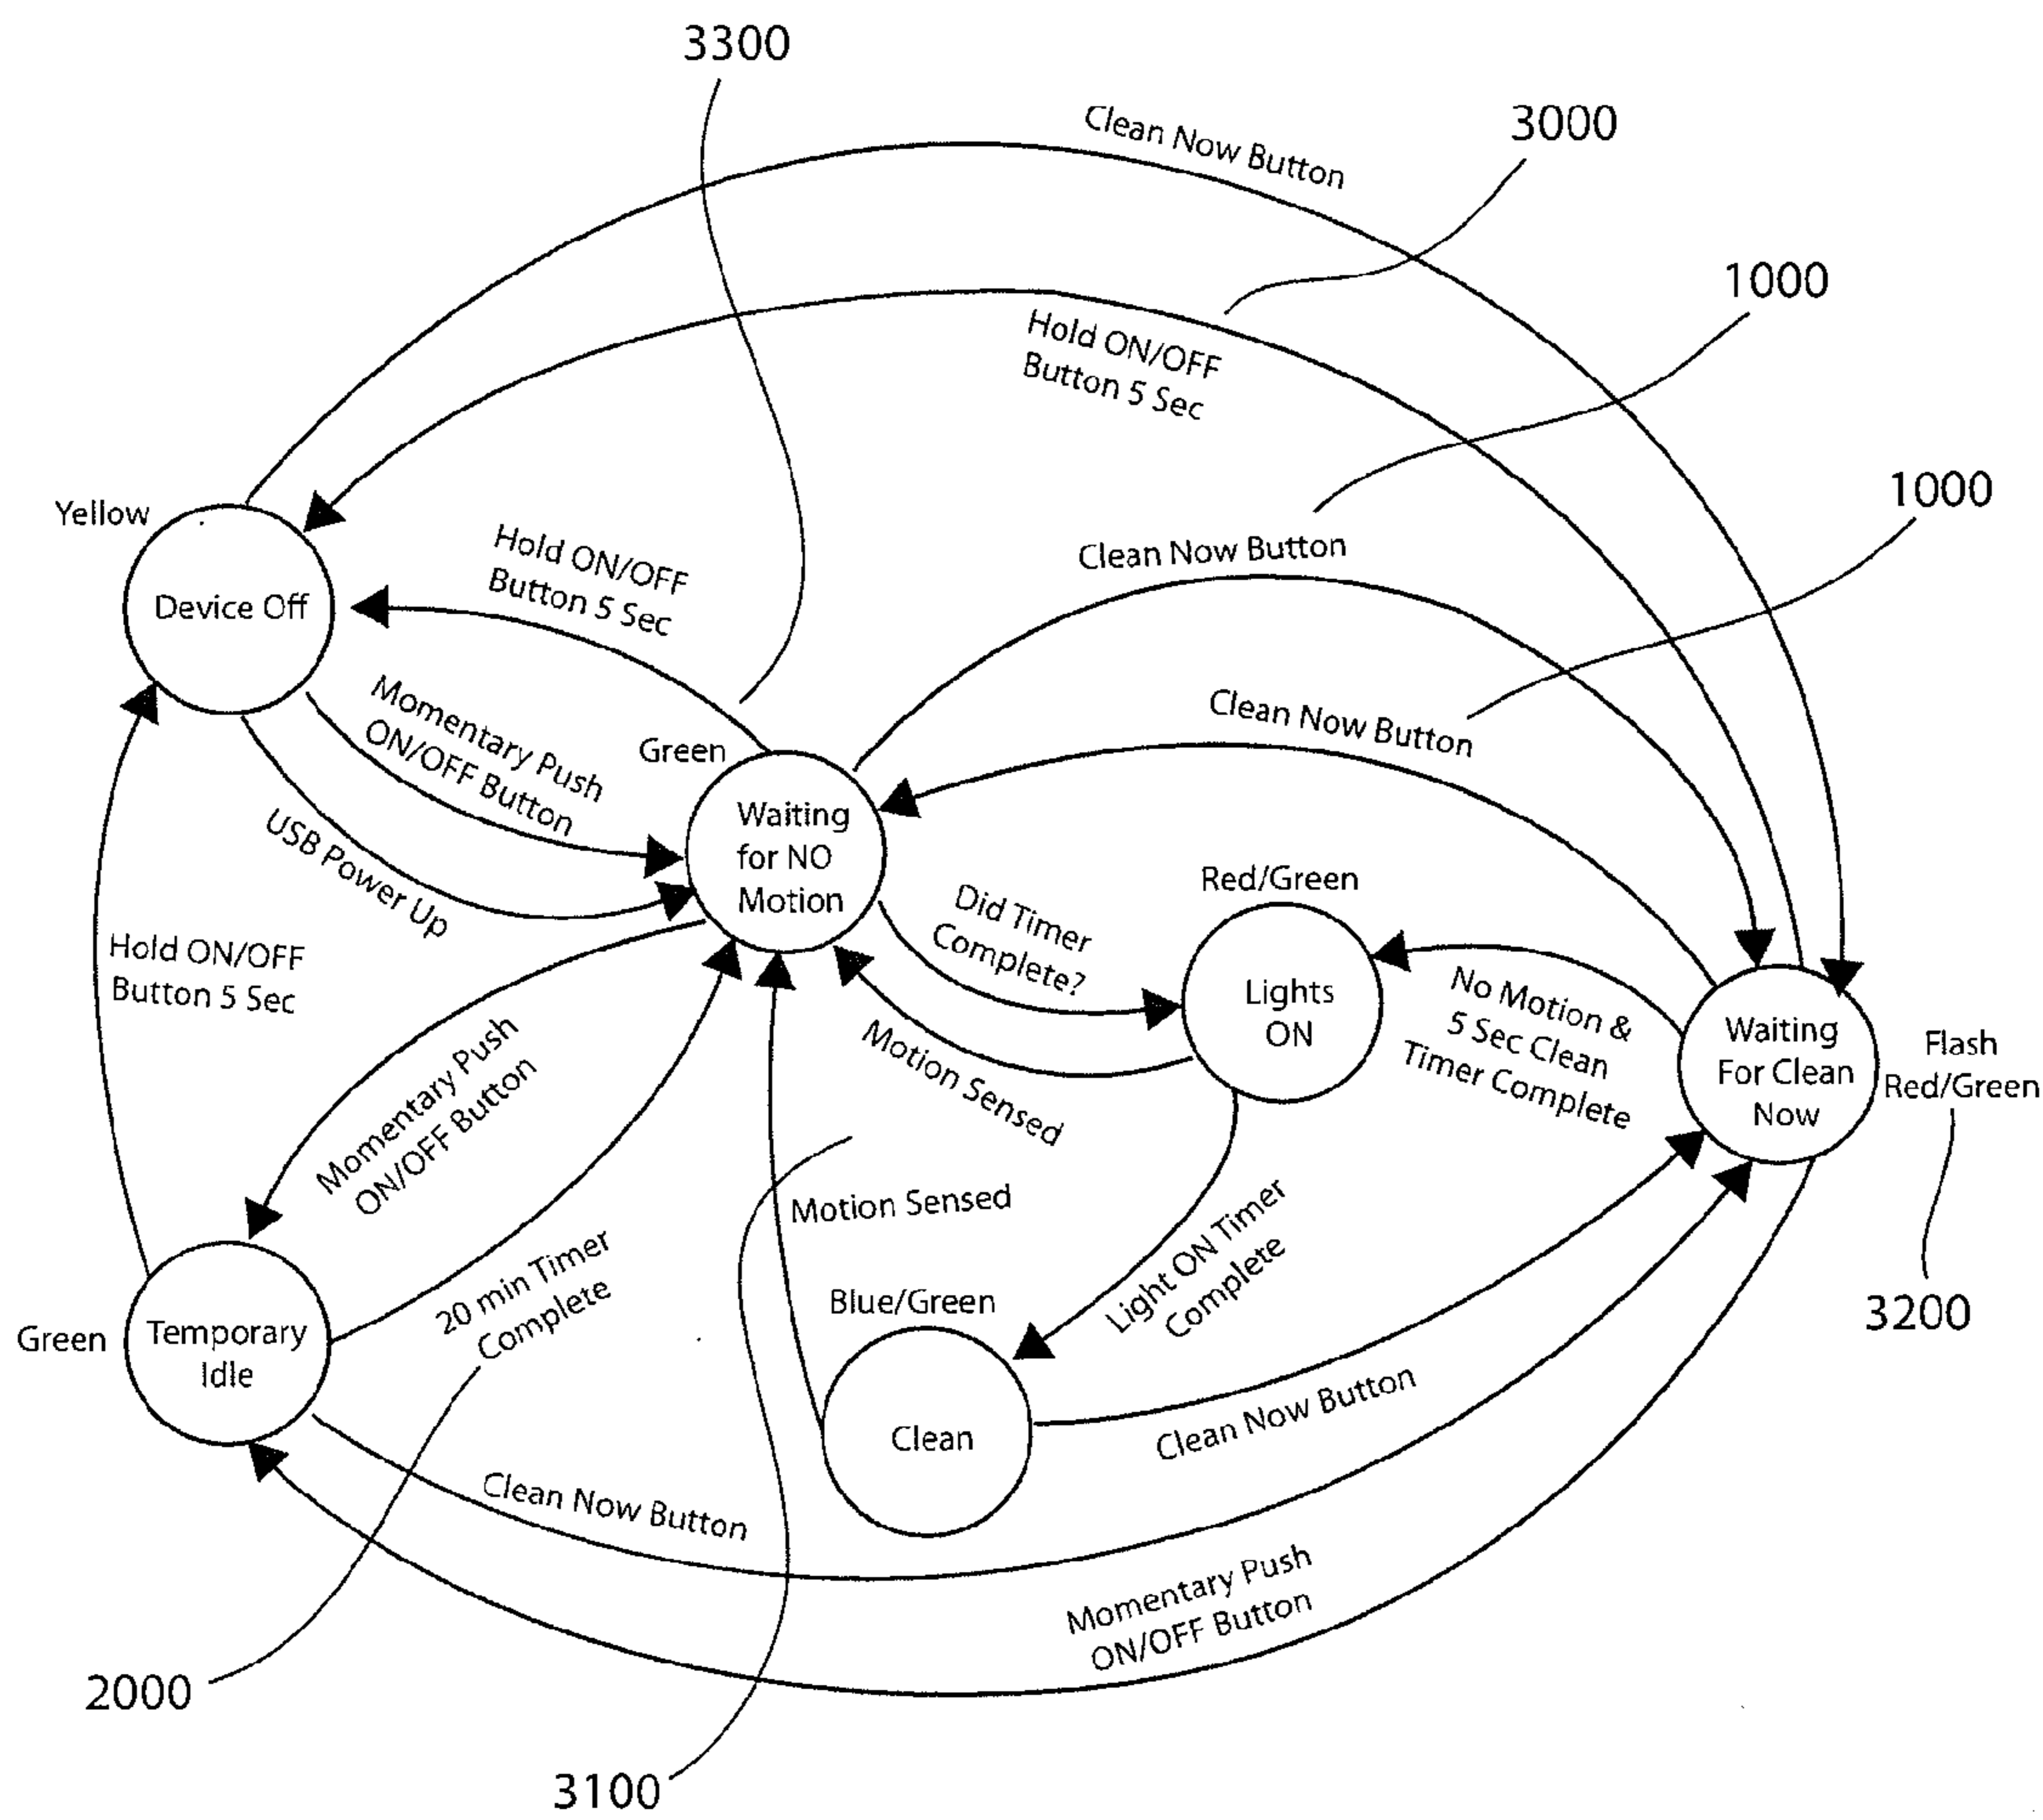 3300
3000
Clean Now Button
1000
Hold ON/OFF
Button 5 Sec
1000
Yellow
Device Off
Hold ON/OFF
Button 5 Sec
Clean Now Button
Momentary Push
ON/OFF Button
USB Power Up
Green
Waiting
for NO
Motion
Clean Now Button
Did Timer
Complete?
Red/Green
Lights
ON
No Motion &
5 Sec Clean
Timer Complete
Waiting
For Clean
Now
Flash
Red/Green
Hold ON/OFF
Button 5 Sec
Momentary Push
ON/OFF Button
Motion Sensed
Motion Sensed
Light ON Timer
Complete
20 min Timer
Complete
Blue/Green
3200
Green
Temporary
Idle
Clean
Clean Now Button
Clean Now Button
Momentary Push
ON/OFF Button
2000
3100